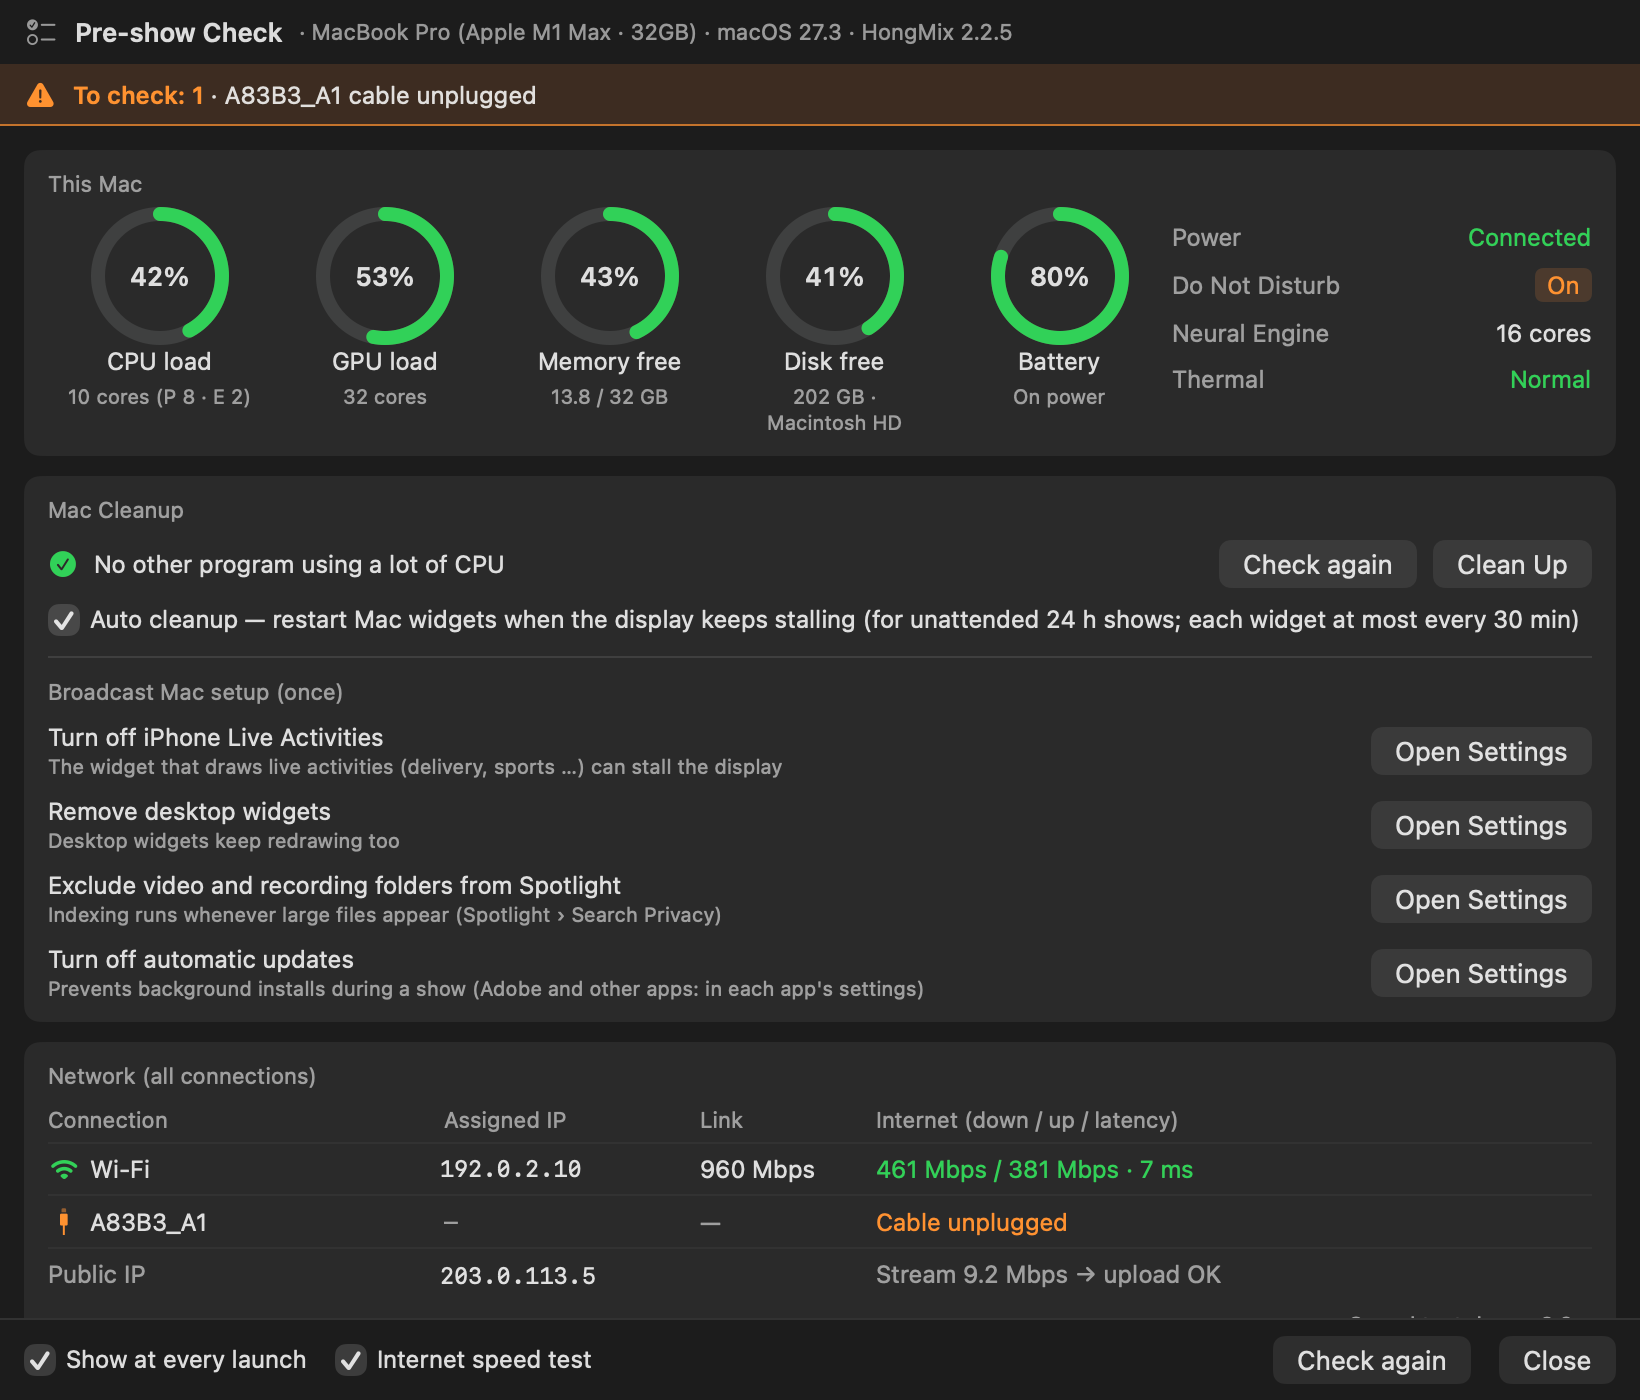 Pre-show Check · MacBook Pro (Apple M1 Max · 32GB) · macOS 27.3 · HongMix 2.2.5
To check: 1 · A83B3_A1 cable unplugged
This Mac
42%
CPU load
10 cores (P 8 · E 2)
53%
GPU load
32 cores
43%
Memory free
13.8 / 32 GB
41%
Disk free
202 GB ·
Macintosh HD
80%
Battery
On power
Power Connected
Do Not Disturb On
Neural Engine 16 cores
Thermal Normal
Mac Cleanup
No other program using a lot of CPU Check again Clean Up
Auto cleanup — restart Mac widgets when the display keeps stalling (for unattended 24 h shows; each widget at most every 30 min)
Broadcast Mac setup (once)
Turn off iPhone Live Activities
The widget that draws live activities (delivery, sports ...) can stall the display
Open Settings
Remove desktop widgets
Desktop widgets keep redrawing too
Open Settings
Exclude video and recording folders from Spotlight
Indexing runs whenever large files appear (Spotlight › Search Privacy)
Open Settings
Turn off automatic updates
Prevents background installs during a show (Adobe and other apps: in each app's settings)
Open Settings
Network (all connections)
Connection Assigned IP Link Internet (down / up / latency)
Wi-Fi 192.0.2.10 960 Mbps 461 Mbps / 381 Mbps · 7 ms
A83B3_A1 – — Cable unplugged
Public IP 203.0.113.5 Stream 9.2 Mbps → upload OK
Show at every launch Internet speed test Check again Close